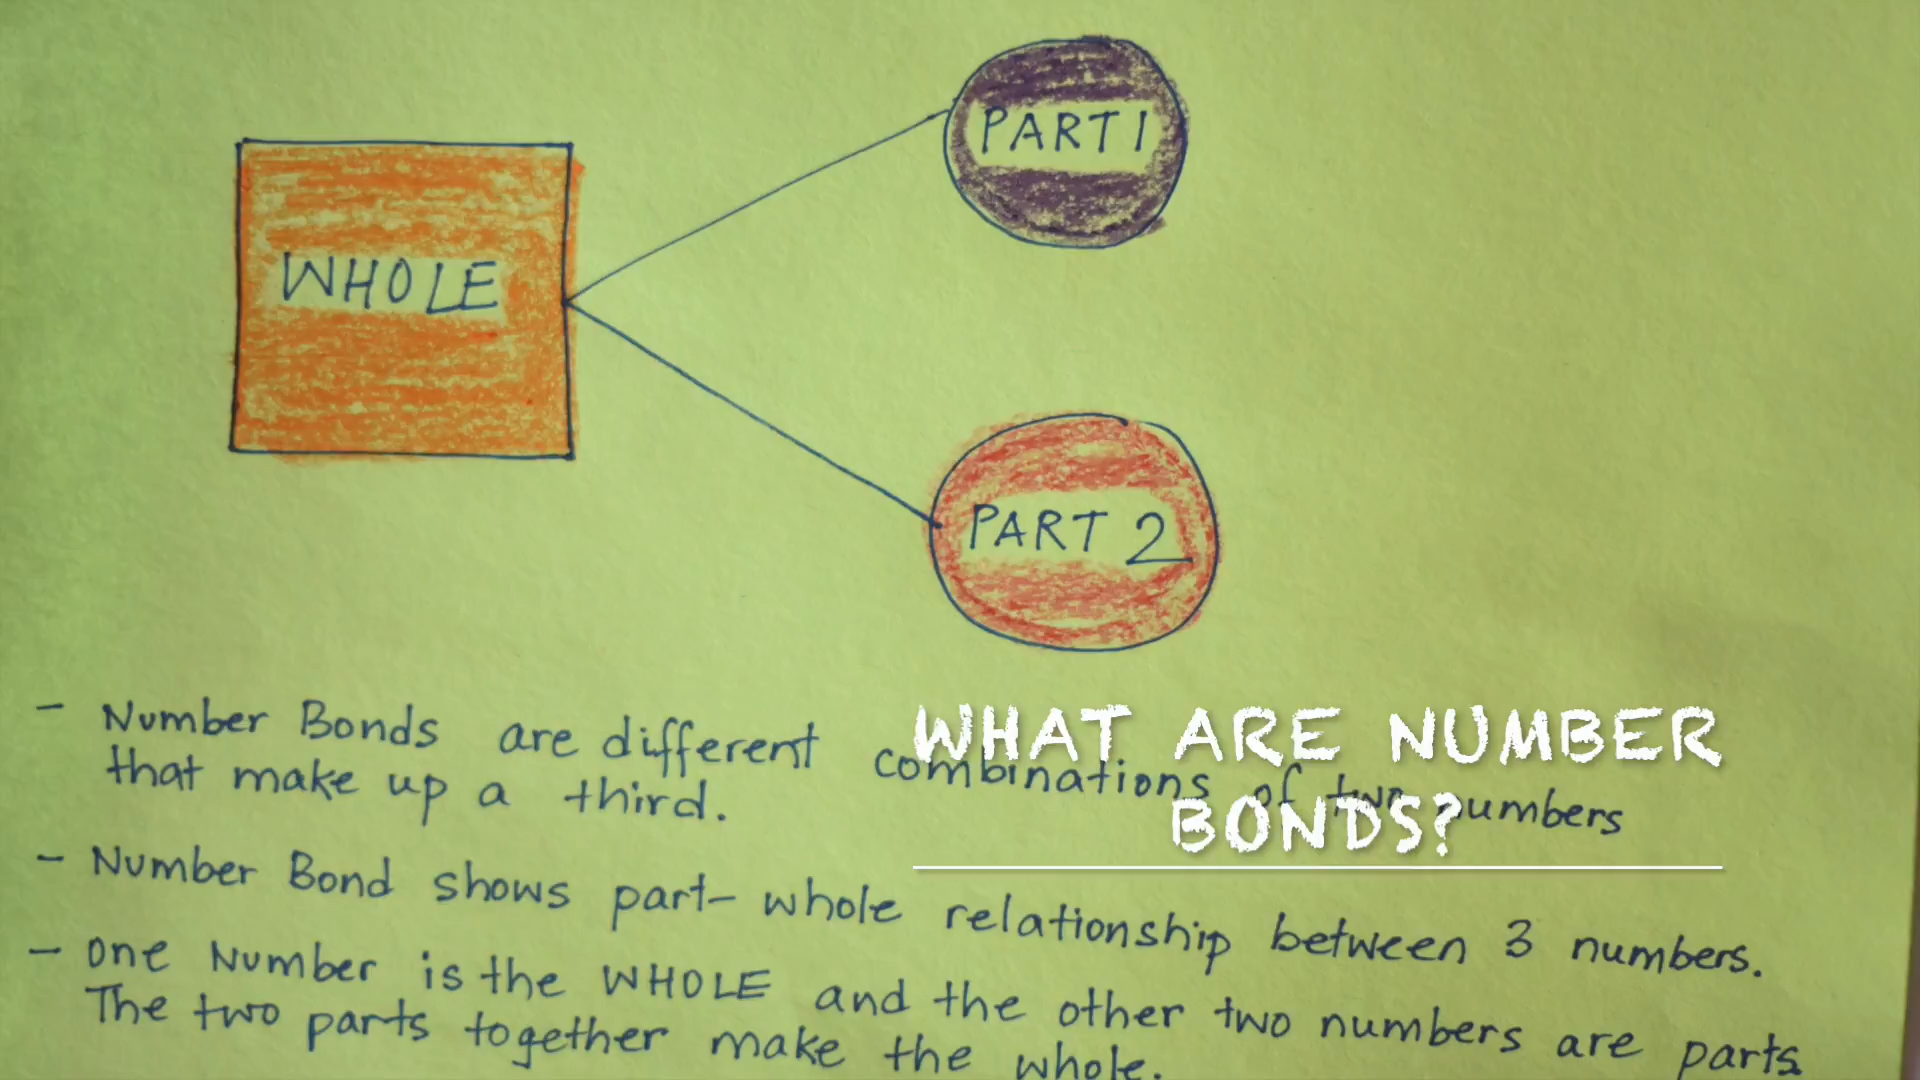 PART 1
WHOLE
PART 2
- Number Bonds are different combinations of two numbers
that make up a third.
WHAT ARE NUMBER
BONDS?
- Number Bond shows part-whole relationship between 3 numbers.
- One Number is the WHOLE and the other two numbers are parts.
The two parts together make the whole.